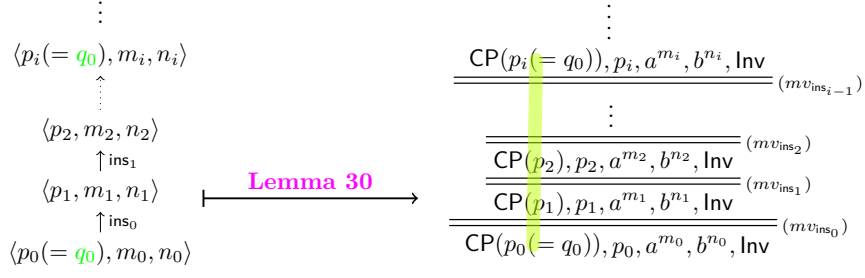 ⋮ ⋮
⟨p_i(= q_0), m_i, n_i⟩
CP(p_i(= q_0)), p_i, a^{m_i}, b^{n_i}, Inv
(mv_{ins_{i−1}})
⋮
⟨p_2, m_2, n_2⟩
(mv_{ins_2})
ins_1
CP(p_2), p_2, a^{m_2}, b^{n_2}, Inv
Lemma 30
(mv_{ins_1})
⟨p_1, m_1, n_1⟩
CP(p_1), p_1, a^{m_1}, b^{n_1}, Inv
ins_0
(mv_{ins_0})
⟨p_0(= q_0), m_0, n_0⟩
CP(p_0(= q_0)), p_0, a^{m_0}, b^{n_0}, Inv